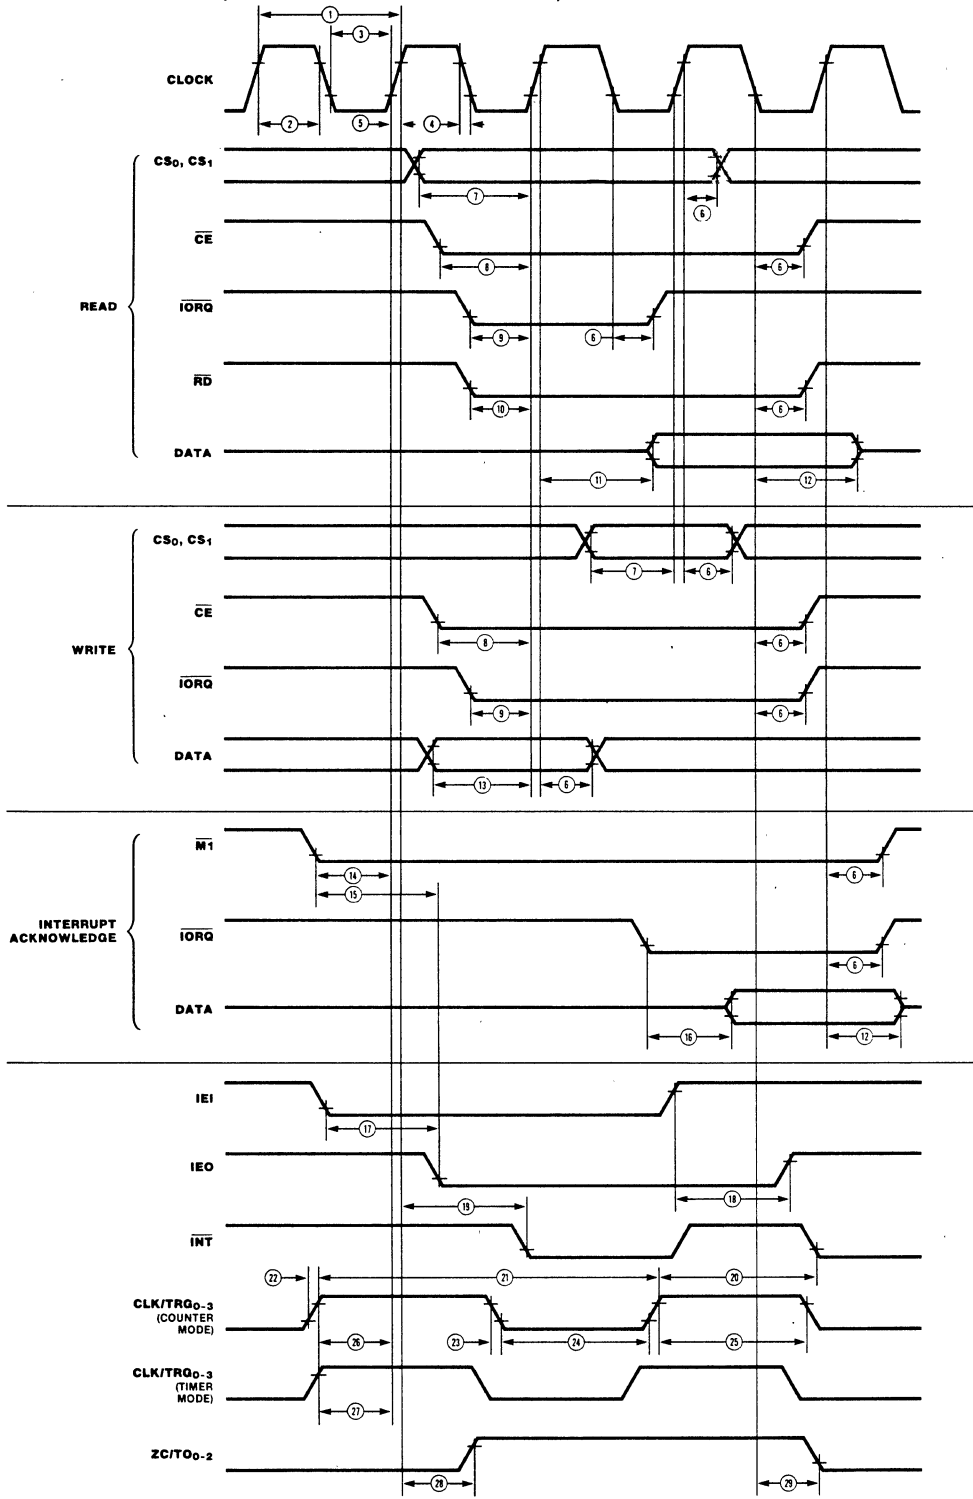 1
3
CLOCK
2
5
4
READ
CS0, CS1
7
6
CE
8
6
IORQ
9
6
RD
10
6
DATA
11
12
WRITE
CS0, CS1
7
6
CE
8
6
IORQ
9
6
DATA
13
6
INTERRUPT
ACKNOWLEDGE
M1
14
6
15
IORQ
6
DATA
16
12
IEI
17
IEO
19
18
INT
22
21
20
CLK/TRG0-3
(COUNTER
MODE)
26
23
24
25
CLK/TRG0-3
(TIMER
MODE)
27
ZC/TO0-2
28
29